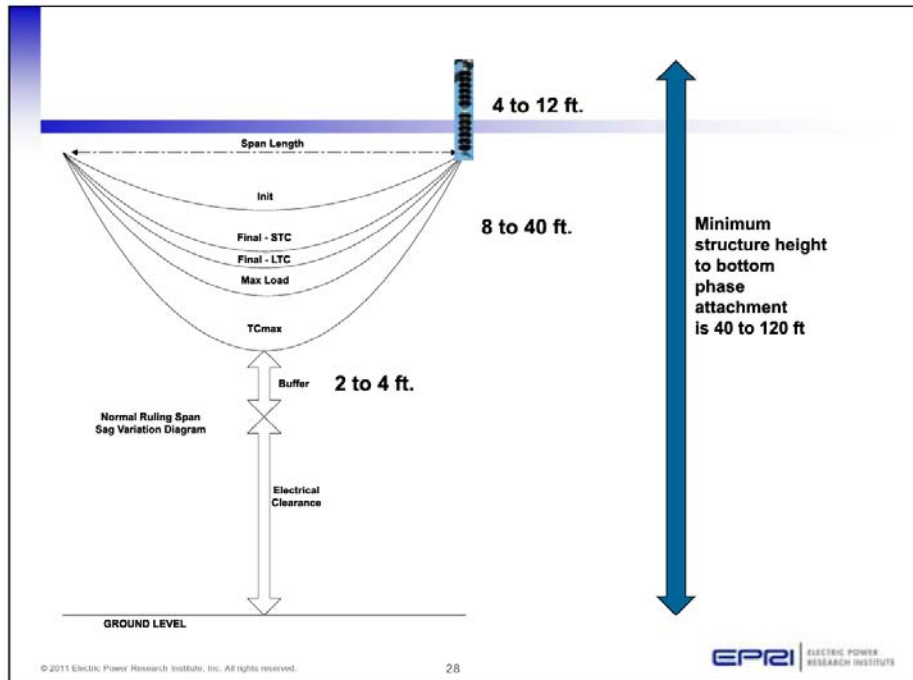 4 to 12 ft.
Span Length
Init
8 to 40 ft.
Final - STC
Final - LTC
Max Load
TCmax
Minimum
structure height
to bottom
phase
attachment
is 40 to 120 ft
Buffer
2 to 4 ft.
Normal Ruling Span
Sag Variation Diagram
Electrical
Clearance
GROUND LEVEL
© 2011 Electric Power Research Institute, Inc. All rights reserved.
28
EPRI
ELECTRIC POWER
RESEARCH INSTITUTE